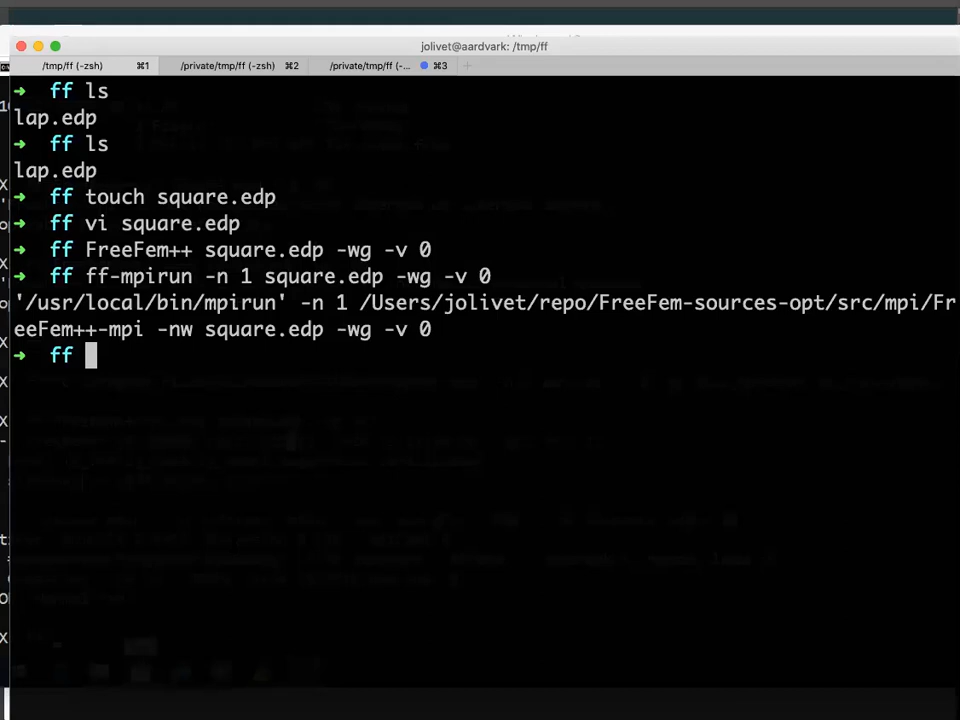 jolivet@aardvark: /tmp/ff
/tmp/ff (-zsh) ⌘1 /private/tmp/ff (-zsh) ⌘2 /private/tmp/ff (-... ⌘3 +
➜ ff ls
lap.edp
➜ ff ls
lap.edp
➜ ff touch square.edp
➜ ff vi square.edp
➜ ff FreeFem++ square.edp -wg -v 0
➜ ff ff-mpirun -n 1 square.edp -wg -v 0
'/usr/local/bin/mpirun' -n 1 /Users/jolivet/repo/FreeFem-sources-opt/src/mpi/Fr
eeFem++-mpi -nw square.edp -wg -v 0
➜ ff